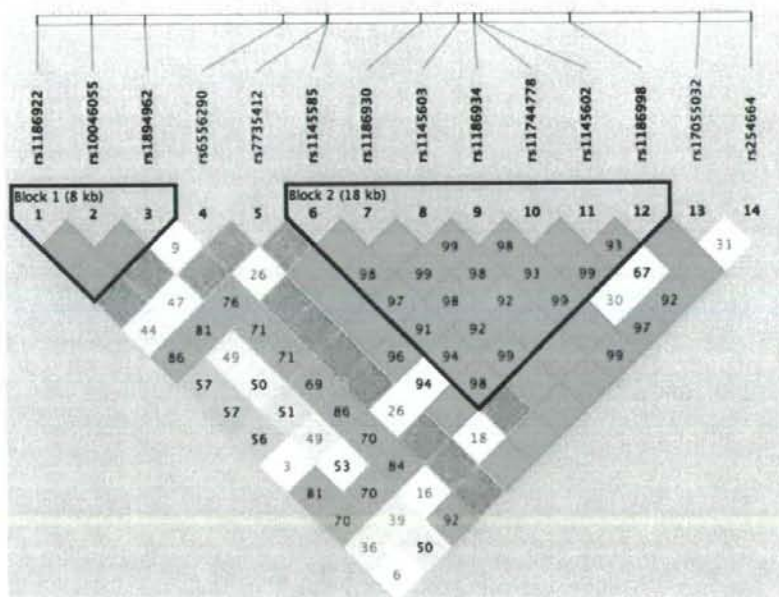 rs1186922
rs10046055
rs1894962
rs6556290
rs7735412
rs1145585
rs1186930
rs1145603
rs1186934
rs11744778
rs1145602
rs1186998
rs17055032
rs254664
Block 1 (8 kb)
Block 2 (18 kb)
1 2 3 4 5 6 7 8 9 10 11 12 13 14
9 99 98 93 31
26 98 99 98 93 99 67
47 76 97 98 92 99 30 92
44 81 71 91 92 97
86 49 71 96 94 99 99
57 50 69 94 98
57 51 86 26
56 49 70 18
3 53 84
81 70 16
70 39 92
36 50
6